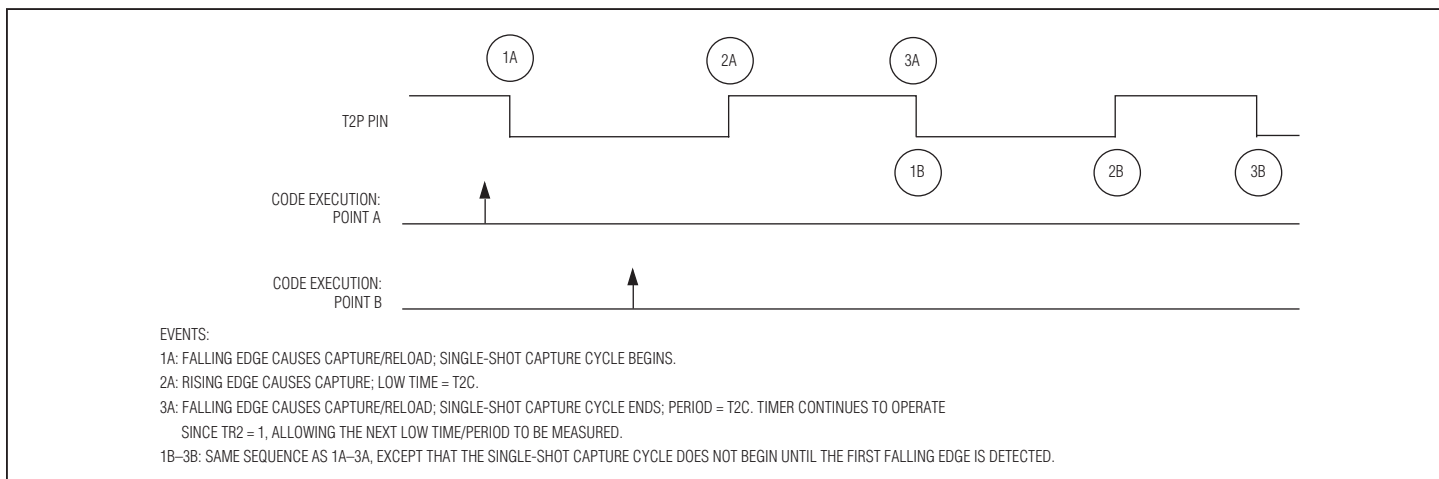 1A
2A
3A
T2P PIN
1B
2B
3B
CODE EXECUTION:
POINT A
CODE EXECUTION:
POINT B
EVENTS:
1A: FALLING EDGE CAUSES CAPTURE/RELOAD; SINGLE-SHOT CAPTURE CYCLE BEGINS.
2A: RISING EDGE CAUSES CAPTURE; LOW TIME = T2C.
3A: FALLING EDGE CAUSES CAPTURE/RELOAD; SINGLE-SHOT CAPTURE CYCLE ENDS; PERIOD = T2C. TIMER CONTINUES TO OPERATE
SINCE TR2 = 1, ALLOWING THE NEXT LOW TIME/PERIOD TO BE MEASURED.
1B–3B: SAME SEQUENCE AS 1A–3A, EXCEPT THAT THE SINGLE-SHOT CAPTURE CYCLE DOES NOT BEGIN UNTIL THE FIRST FALLING EDGE IS DETECTED.